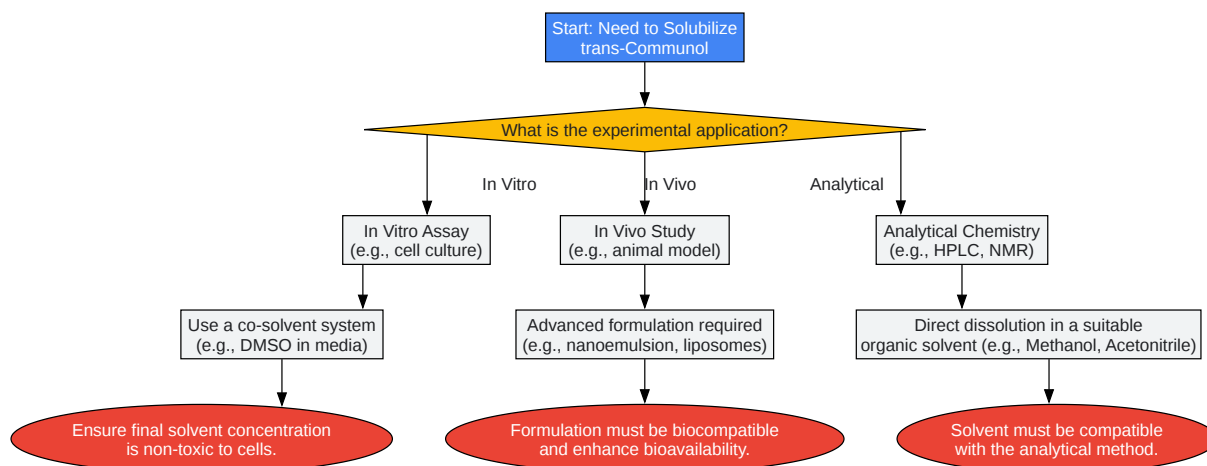 Start: Need to Solubilize
trans-Communol
What is the experimental application?
In Vitro
In Vivo
Analytical
In Vitro Assay
(e.g., cell culture)
In Vivo Study
(e.g., animal model)
Analytical Chemistry
(e.g., HPLC, NMR)
Use a co-solvent system
(e.g., DMSO in media)
Advanced formulation required
(e.g., nanoemulsion, liposomes)
Direct dissolution in a suitable
organic solvent (e.g., Methanol, Acetonitrile)
Ensure final solvent concentration
is non-toxic to cells.
Formulation must be biocompatible
and enhance bioavailability.
Solvent must be compatible
with the analytical method.